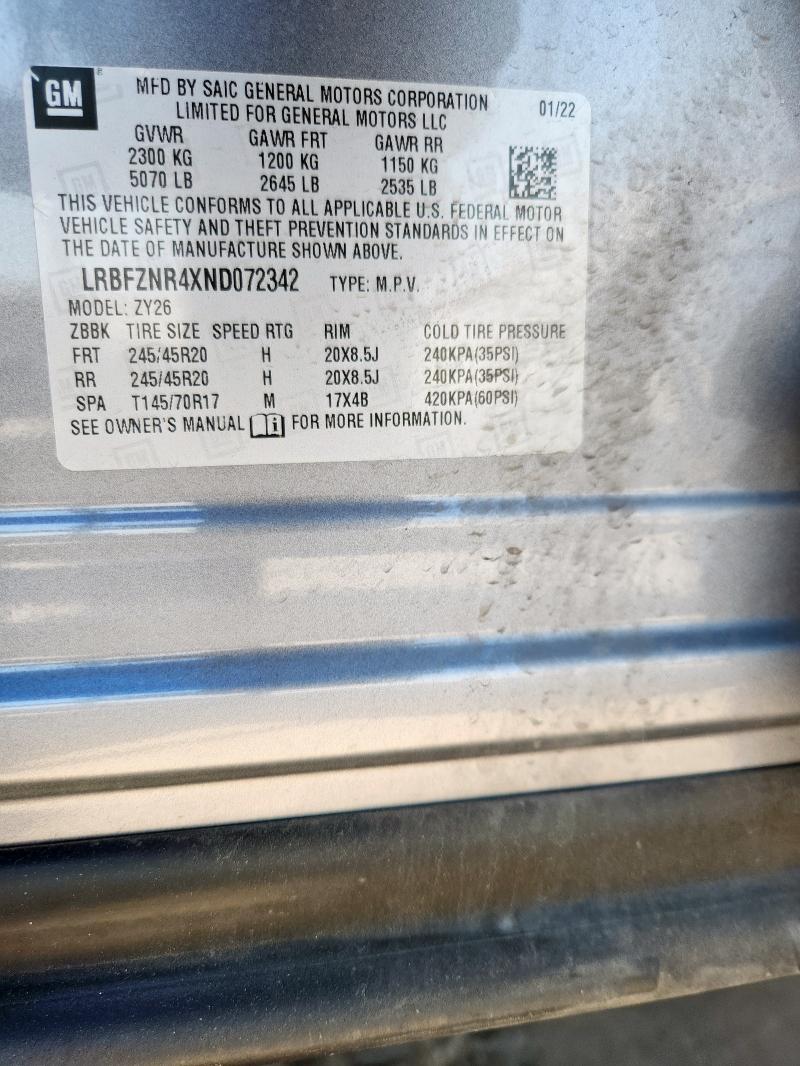 GM
MFD BY SAIC GENERAL MOTORS CORPORATION
LIMITED FOR GENERAL MOTORS LLC
01/22
GVWR GAWR FRT GAWR RR
2300 KG 1200 KG 1150 KG
5070 LB 2645 LB 2535 LB
THIS VEHICLE CONFORMS TO ALL APPLICABLE U.S. FEDERAL MOTOR
VEHICLE SAFETY AND THEFT PREVENTION STANDARDS IN EFFECT ON
THE DATE OF MANUFACTURE SHOWN ABOVE.
LRBFZNR4XND072342 TYPE: M.P.V.
MODEL: ZY26
ZBBK TIRE SIZE SPEED RTG RIM COLD TIRE PRESSURE
FRT 245/45R20 H 20X8.5J 240KPA(35PSI)
RR 245/45R20 H 20X8.5J 240KPA(35PSI)
SPA T145/70R17 M 17X4B 420KPA(60PSI)
SEE OWNER'S MANUAL FOR MORE INFORMATION.